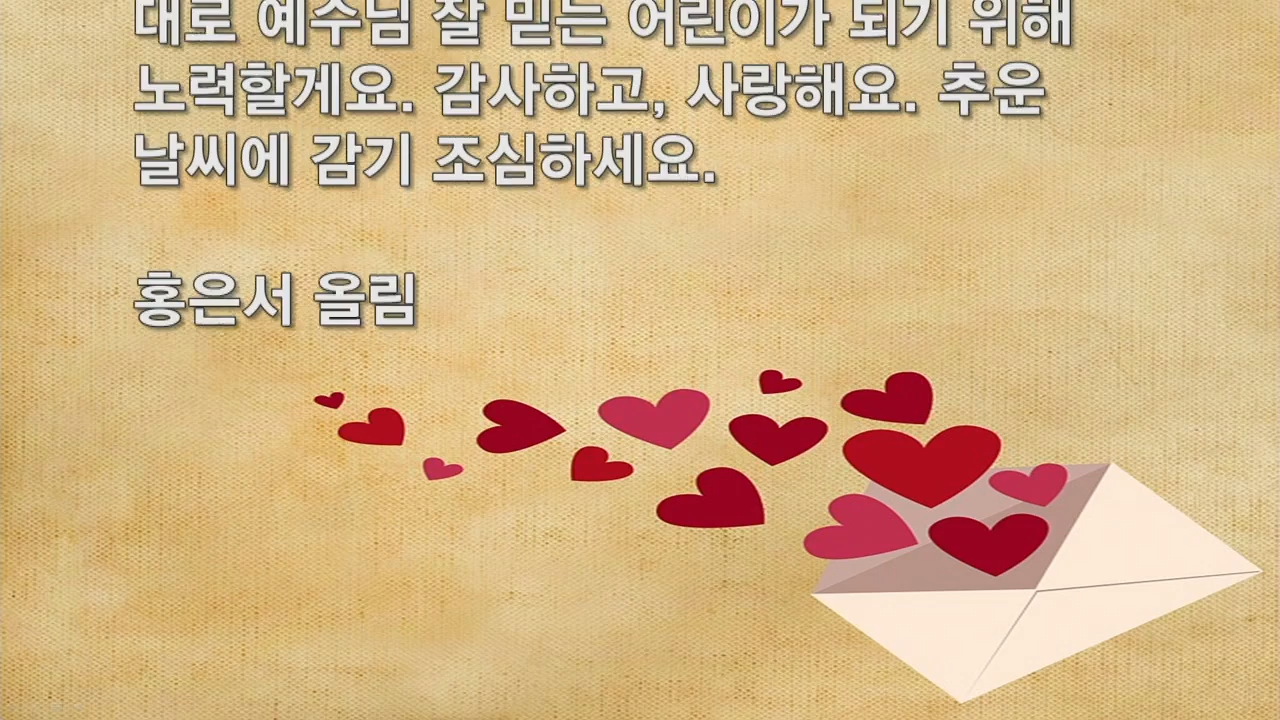 대로 예수님 잘 믿는 어린이가 되기 위해
노력할게요. 감사하고, 사랑해요. 추운
날씨에 감기 조심하세요.
홍은서 올림